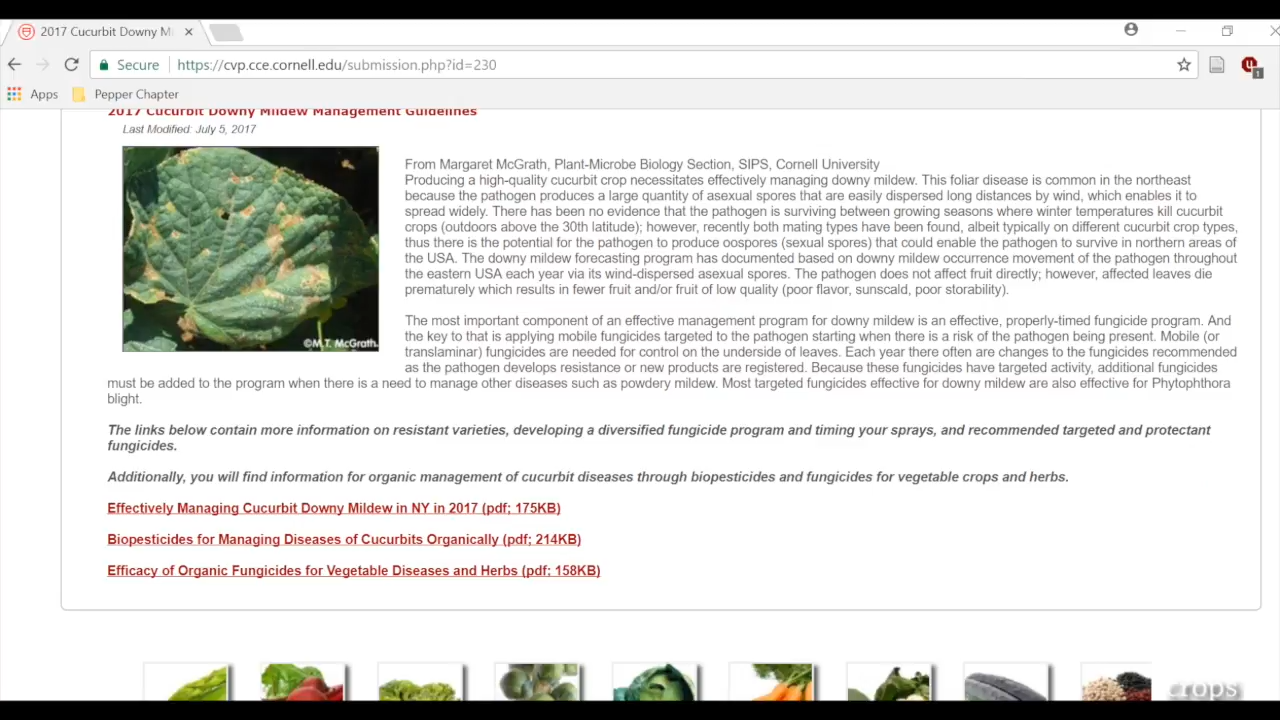 2017 Cucurbit Downy Mi
Secure https://cvp.cce.cornell.edu/submission.php?id=230
1
Apps Pepper Chapter
2017 Cucurbit Downy Mildew Management Guidelines
Last Modified: July 5, 2017
From Margaret McGrath, Plant-Microbe Biology Section, SIPS, Cornell University
Producing a high-quality cucurbit crop necessitates effectively managing downy mildew. This foliar disease is common in the northeast
because the pathogen produces a large quantity of asexual spores that are easily dispersed long distances by wind, which enables it to
spread widely. There has been no evidence that the pathogen is surviving between growing seasons where winter temperatures kill cucurbit
crops (outdoors above the 30th latitude); however, recently both mating types have been found, albeit typically on different cucurbit crop types,
thus there is the potential for the pathogen to produce oospores (sexual spores) that could enable the pathogen to survive in northern areas of
the USA. The downy mildew forecasting program has documented based on downy mildew occurrence movement of the pathogen throughout
the eastern USA each year via its wind-dispersed asexual spores. The pathogen does not affect fruit directly; however, affected leaves die
prematurely which results in fewer fruit and/or fruit of low quality (poor flavor, sunscald, poor storability).
©M.T. McGrath
The most important component of an effective management program for downy mildew is an effective, properly-timed fungicide program. And
the key to that is applying mobile fungicides targeted to the pathogen starting when there is a risk of the pathogen being present. Mobile (or
translaminar) fungicides are needed for control on the underside of leaves. Each year there often are changes to the fungicides recommended
as the pathogen develops resistance or new products are registered. Because these fungicides have targeted activity, additional fungicides
must be added to the program when there is a need to manage other diseases such as powdery mildew. Most targeted fungicides effective for downy mildew are also effective for Phytophthora
blight.
The links below contain more information on resistant varieties, developing a diversified fungicide program and timing your sprays, and recommended targeted and protectant
fungicides.
Additionally, you will find information for organic management of cucurbit diseases through biopesticides and fungicides for vegetable crops and herbs.
Effectively Managing Cucurbit Downy Mildew in NY in 2017 (pdf; 175KB)
Biopesticides for Managing Diseases of Cucurbits Organically (pdf; 214KB)
Efficacy of Organic Fungicides for Vegetable Diseases and Herbs (pdf; 158KB)
crops